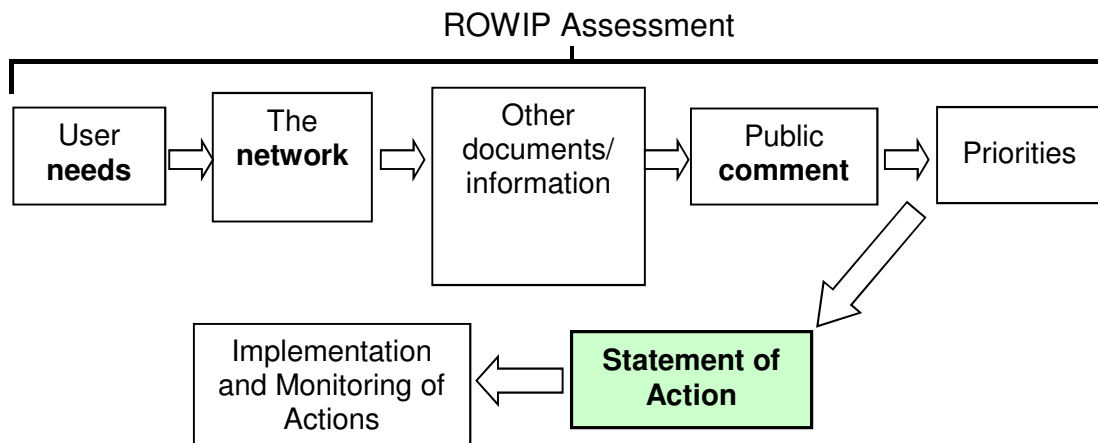 ROWIP Assessment
User
needs
The
network
Other
documents/
information
Public
comment
Priorities
Statement of
Action
Implementation
and Monitoring of
Actions